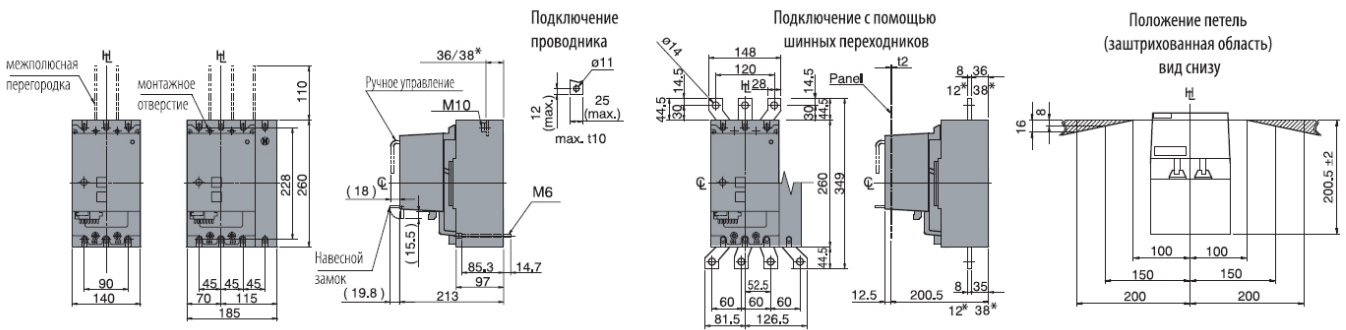 Подключение
проводника
Подключение с помощью
шинных переходников
Положение петель
(заштрихованная область)
вид снизу
межполюсная
перегородка
монтажное
отверстие
110
228
260
90
140
45 45 45
70 115
185
36/38*
Ручное управление
M10
(18)
(15.5)
M6
Навесной
замок
(19.8)
85.3 14.7
97
213
ø11
12
(max.)
25
(max.)
max. t10
ø14
148
120
28
14.5
44.5
30
14.5
30
44.5
260
349
44.5
52.5
60 60 60
81.5 126.5
t2
Panel
8 36
12* 38*
8 35
12* 38*
12.5 200.5
8
16
200.5 ±2
100 100
150 150
200 200